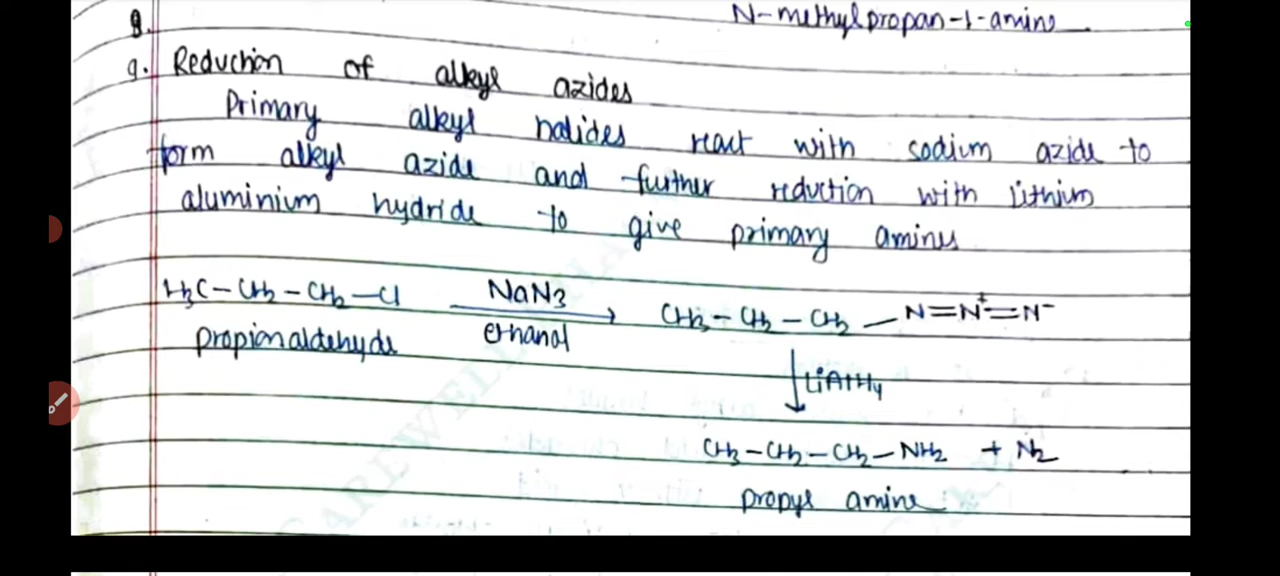 N-methylpropan-1-amine
9.
9. Reduction of alkyl azides
Primary alkyl halides react with sodium azide to
form alkyl azide and further reduction with lithium
aluminium hydride to give primary amines
H3C-CH2-CH2-Cl NaN3 CH3-CH2-CH2-N=N+=N-
propionaldehyde ethanol
LiAlH4
CH3-CH2-CH2-NH2 + N2
propyl amine